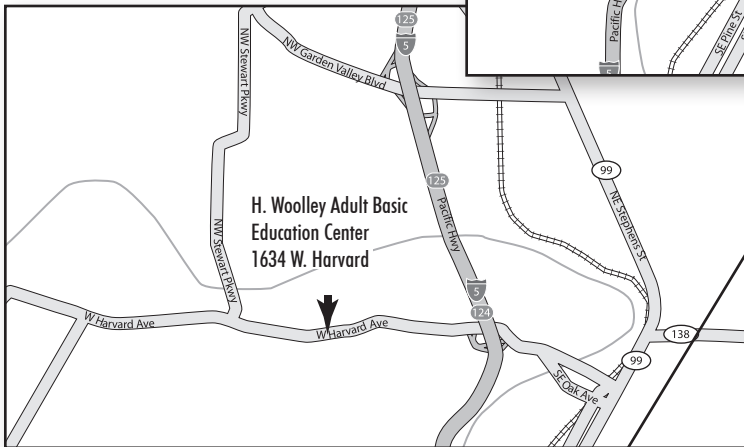 125
5
Pacific H
SE Pine St
5
NW Stewart Pkwy
NW Garden Valley Blvd
99
125
NE Stephens St
H. Woolley Adult Basic
Education Center
1634 W. Harvard
Pacific Hwy
NW Stewart Pkwy
5
124
W Harvard Ave
W Harvard Ave
138
99
SE Oak Ave